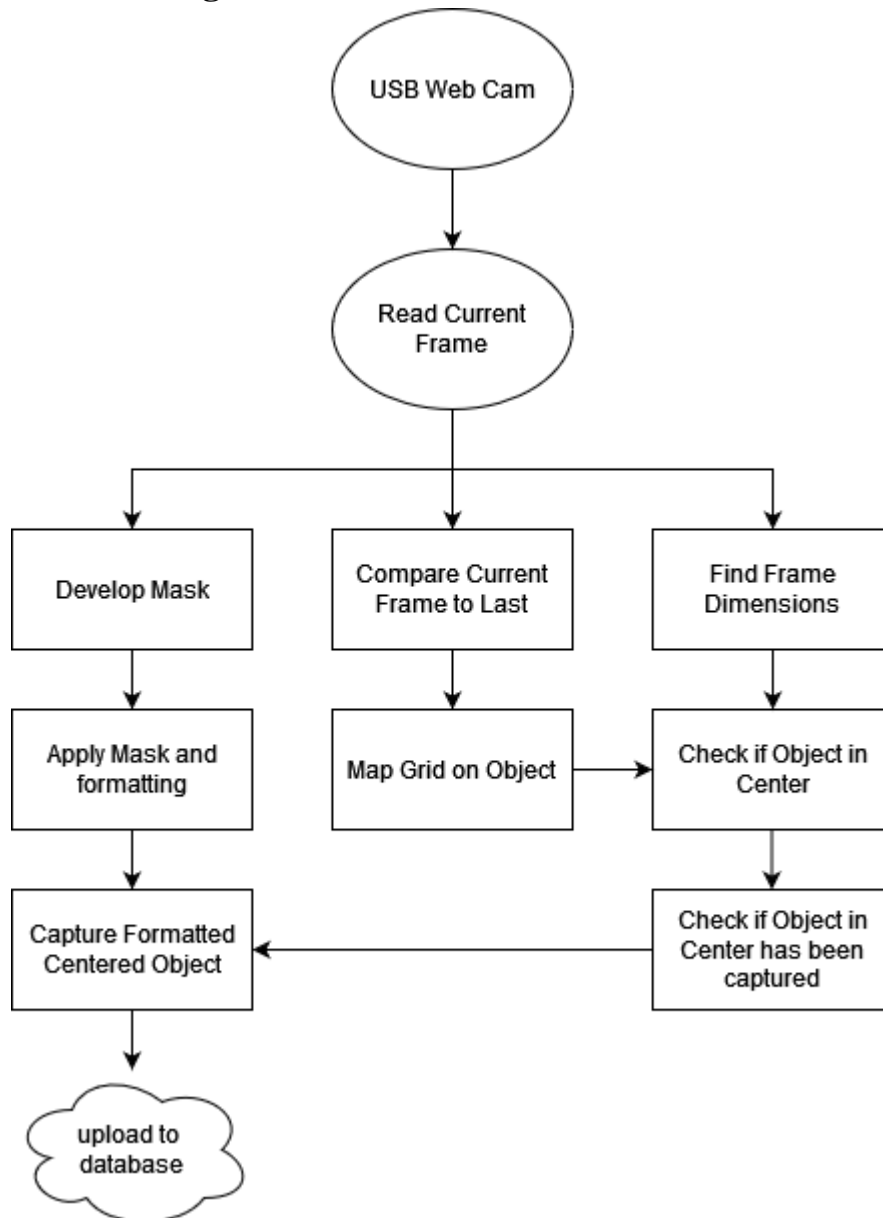 USB Web Cam
Read Current
Frame
Develop Mask
Compare Current
Frame to Last
Find Frame
Dimensions
Apply Mask and
formatting
Map Grid on Object
Check if Object in
Center
Capture Formatted
Centered Object
Check if Object in
Center has been
captured
upload to
database